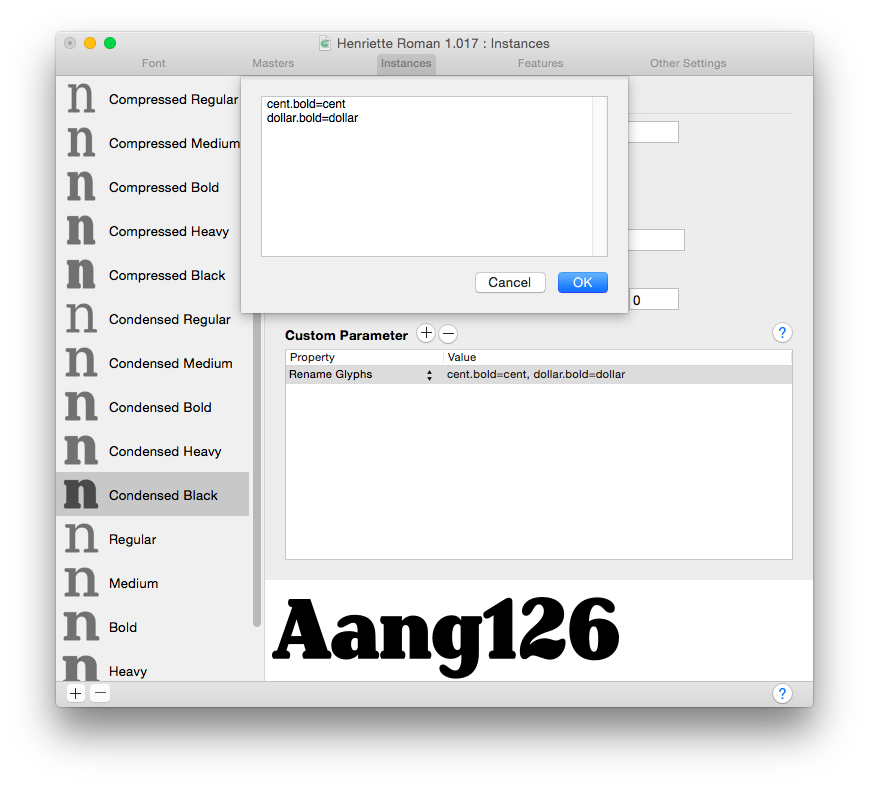 Henriette Roman 1.017 : Instances
Font Masters Instances Features Other Settings
n Compressed Regular
n Compressed Medium
n Compressed Bold
n Compressed Heavy
n Compressed Black
n Condensed Regular
n Condensed Medium
n Condensed Bold
n Condensed Heavy
n Condensed Black
n Regular
n Medium
n Bold
n Heavy
cent.bold=cent
dollar.bold=dollar
Cancel OK
0
Custom Parameter + − ?
Property Value
Rename Glyphs cent.bold=cent, dollar.bold=dollar
Aang126
+ − ?